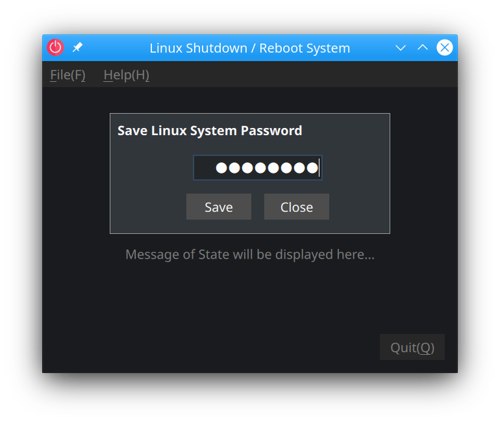 Linux Shutdown / Reboot System
File(F) Help(H)
Save Linux System Password
●●●●●●●●
Save Close
Message of State will be displayed here...
Quit(Q)